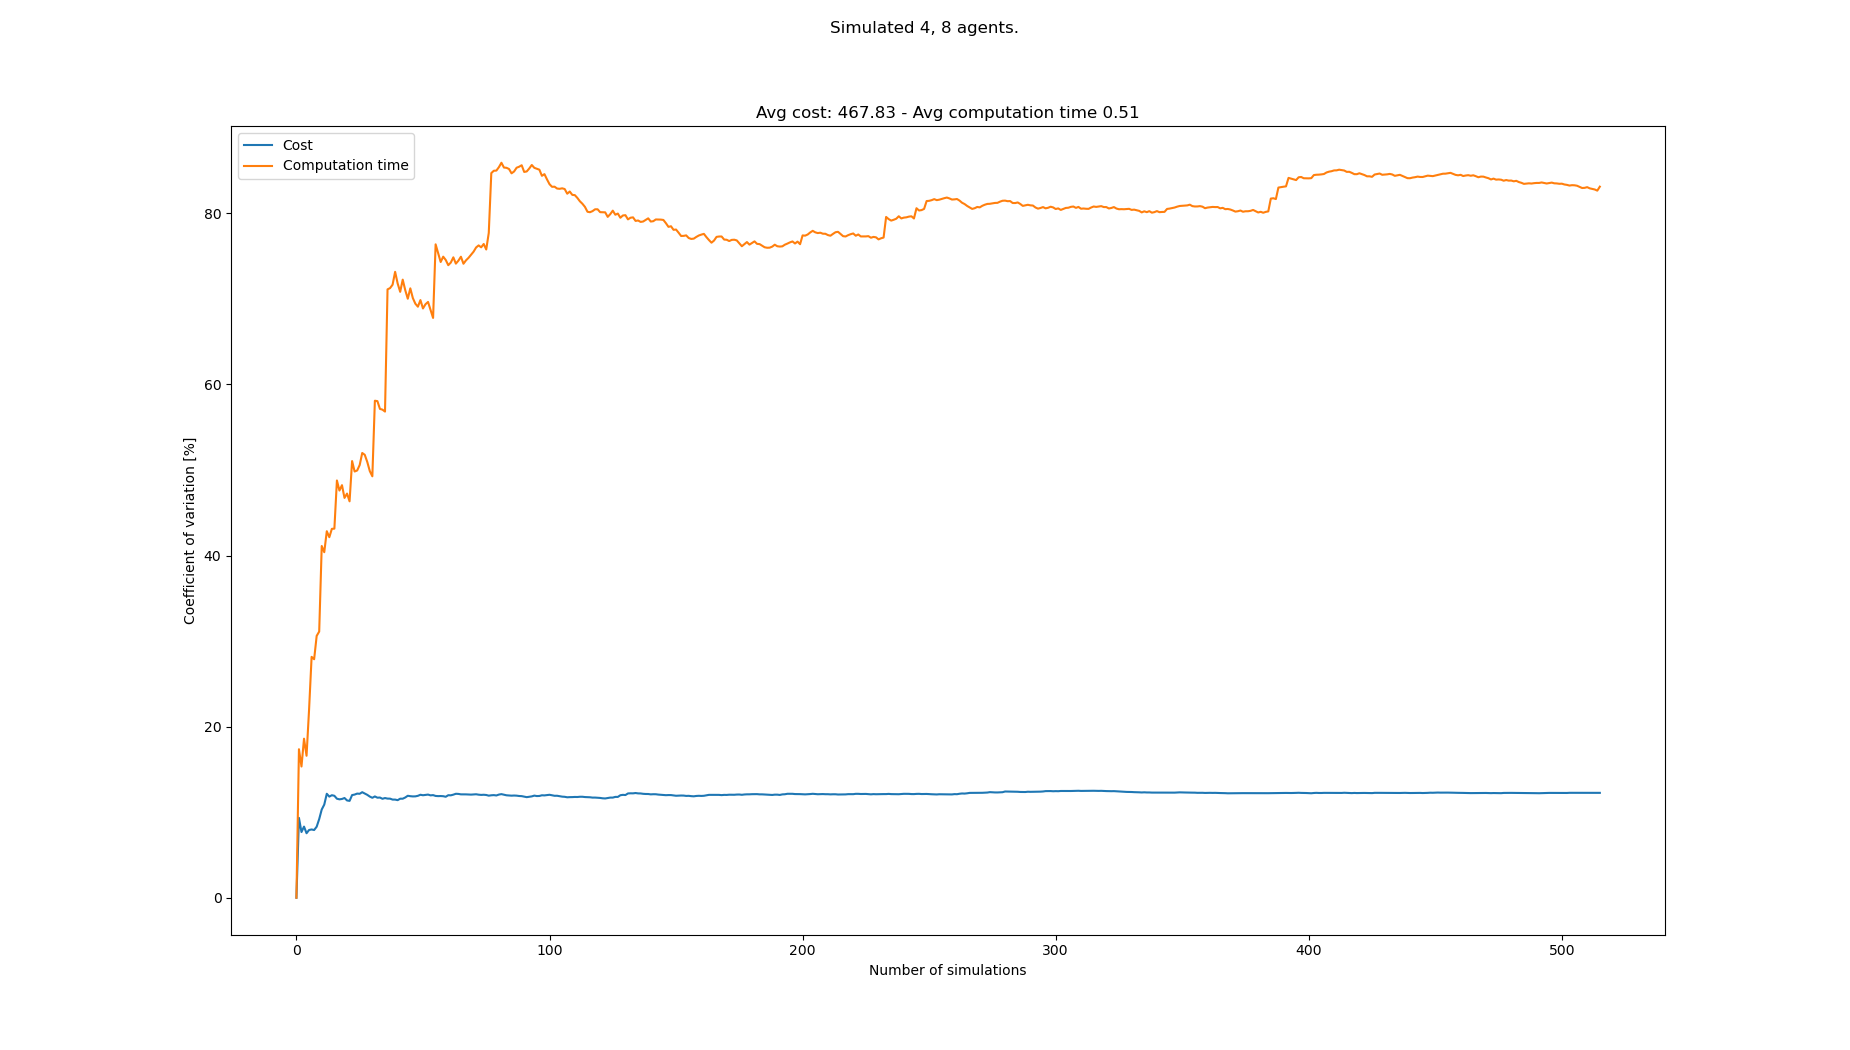 Simulated 4, 8 agents.
Avg cost: 467.83 - Avg computation time 0.51
Cost
Computation time
80
60
40
20
0
Coefficient of variation [%]
0
100
200
300
400
500
Number of simulations